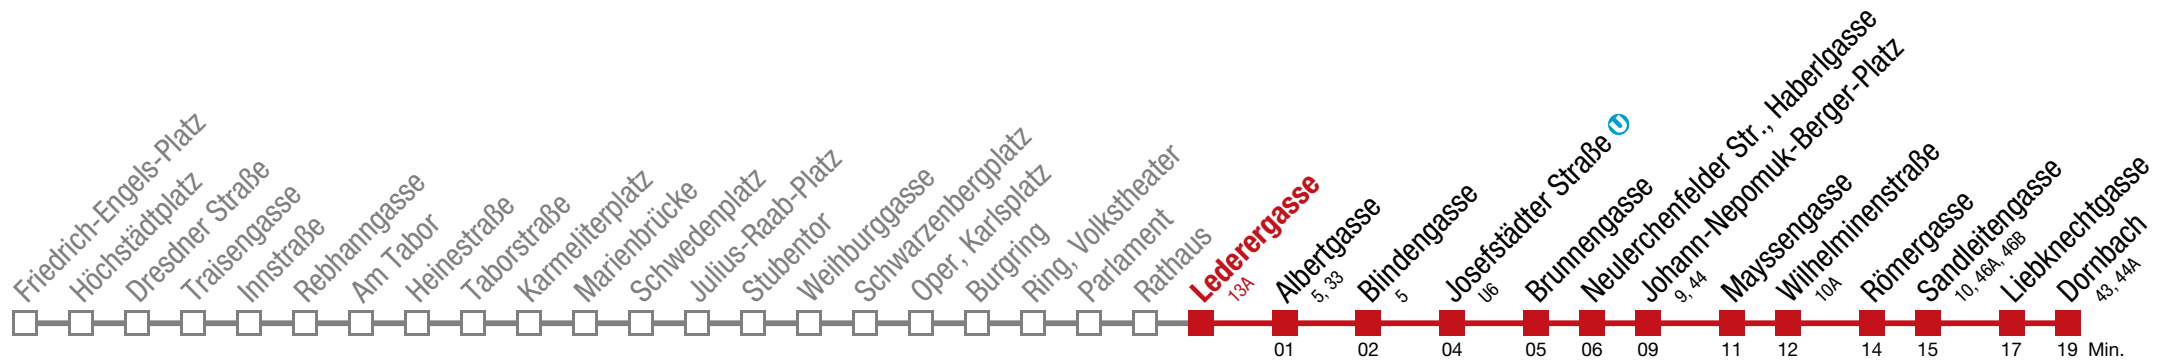 Friedrich-Engels-Platz
Höchstädtplatz
Dresdner Straße
Traisengasse
Innstraße
Rebhanngasse
Am Tabor
Heinestraße
Taborstraße
Karmeliterplatz
Marienbrücke
Schwedenplatz
Julius-Raab-Platz
Stubentor
Weihburggasse
Schwarzenbergplatz
Oper, Karlsplatz
Burgring
Ring, Volkstheater
Parlament
Rathaus
Lederergasse
13A
Albertgasse
5, 33
Blindengasse
5
Josefstädter Straße U
U6
Brunnengasse
Neulerchenfelder Str., Haberlgasse
Johann-Nepomuk-Berger-Platz
9, 44
Mayssengasse
Wilhelminenstraße
10A
Römergasse
Sandleitengasse
10, 46A, 46B
Liebknechtgasse
Dornbach
43, 44A
01 02 04 05 06 09 11 12 14 15 17 19 Min.